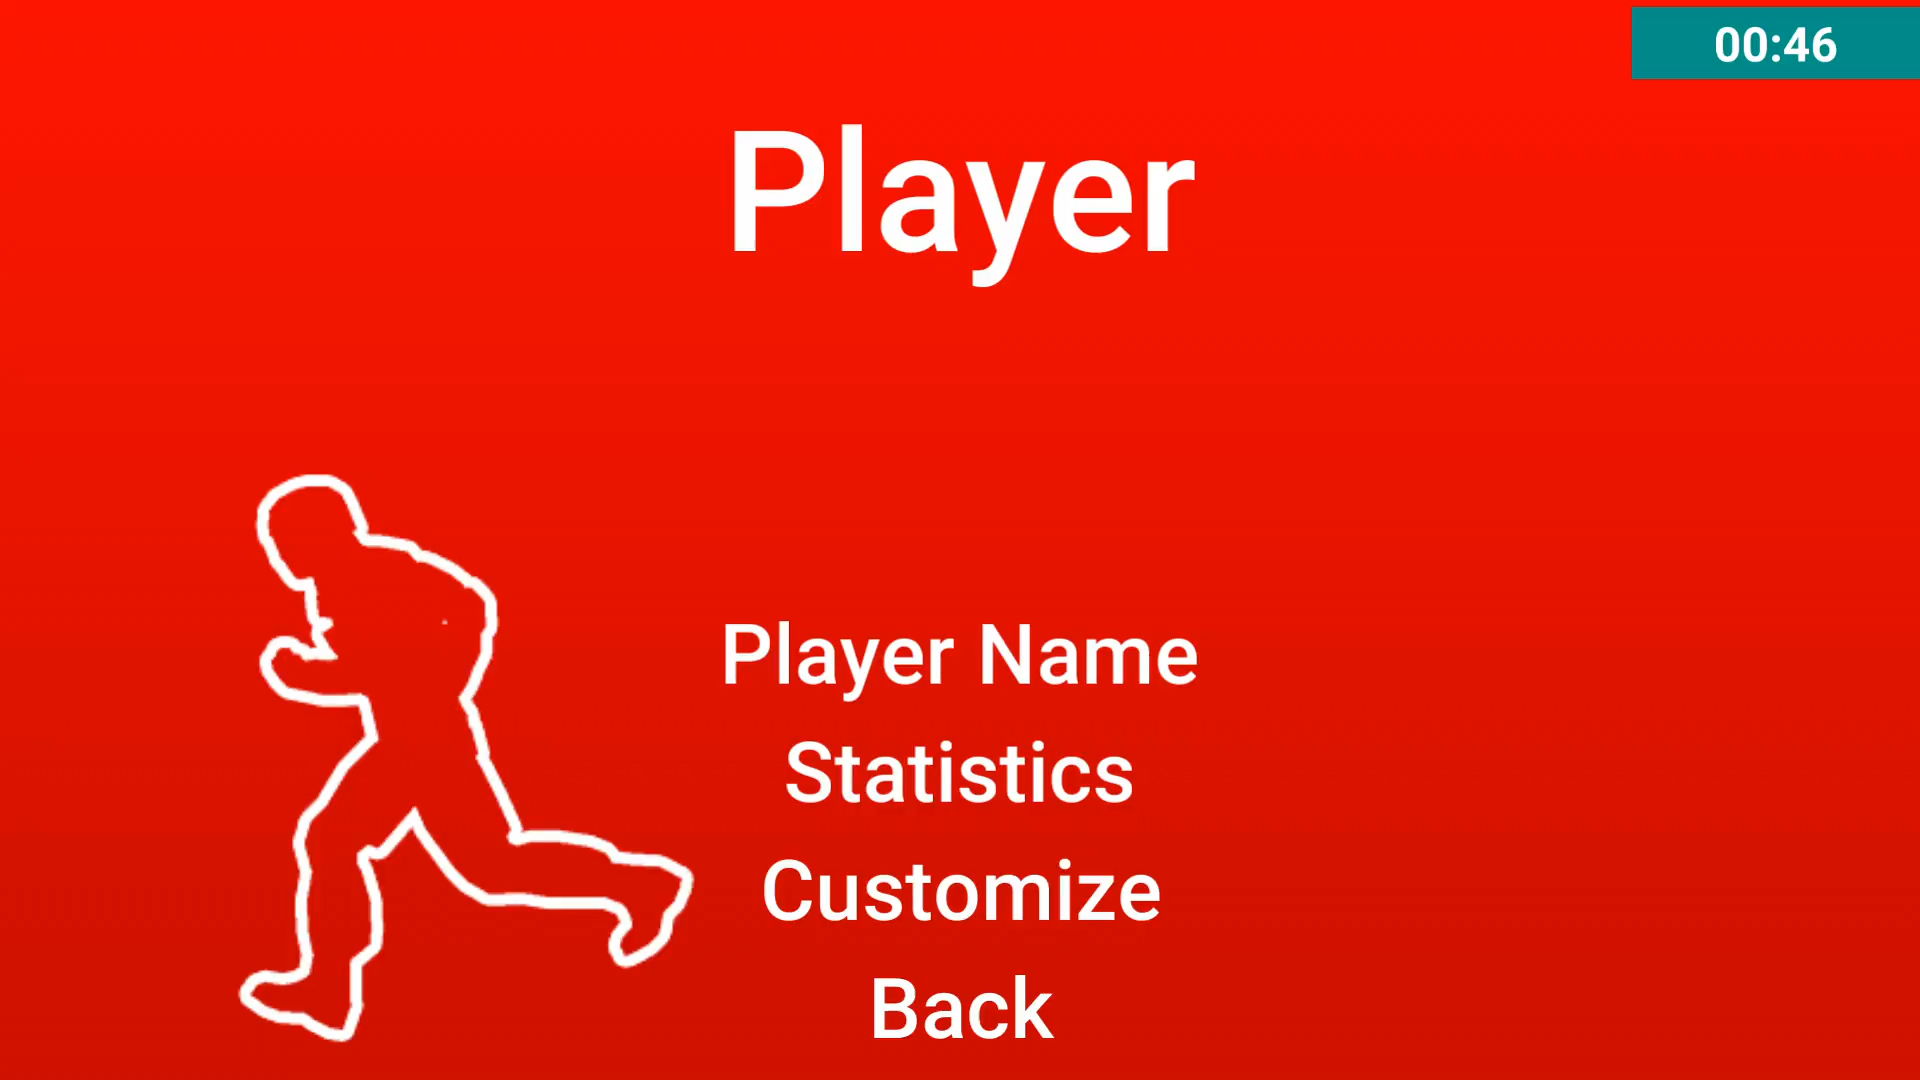 00:46
Player
Player Name
Statistics
Customize
Back